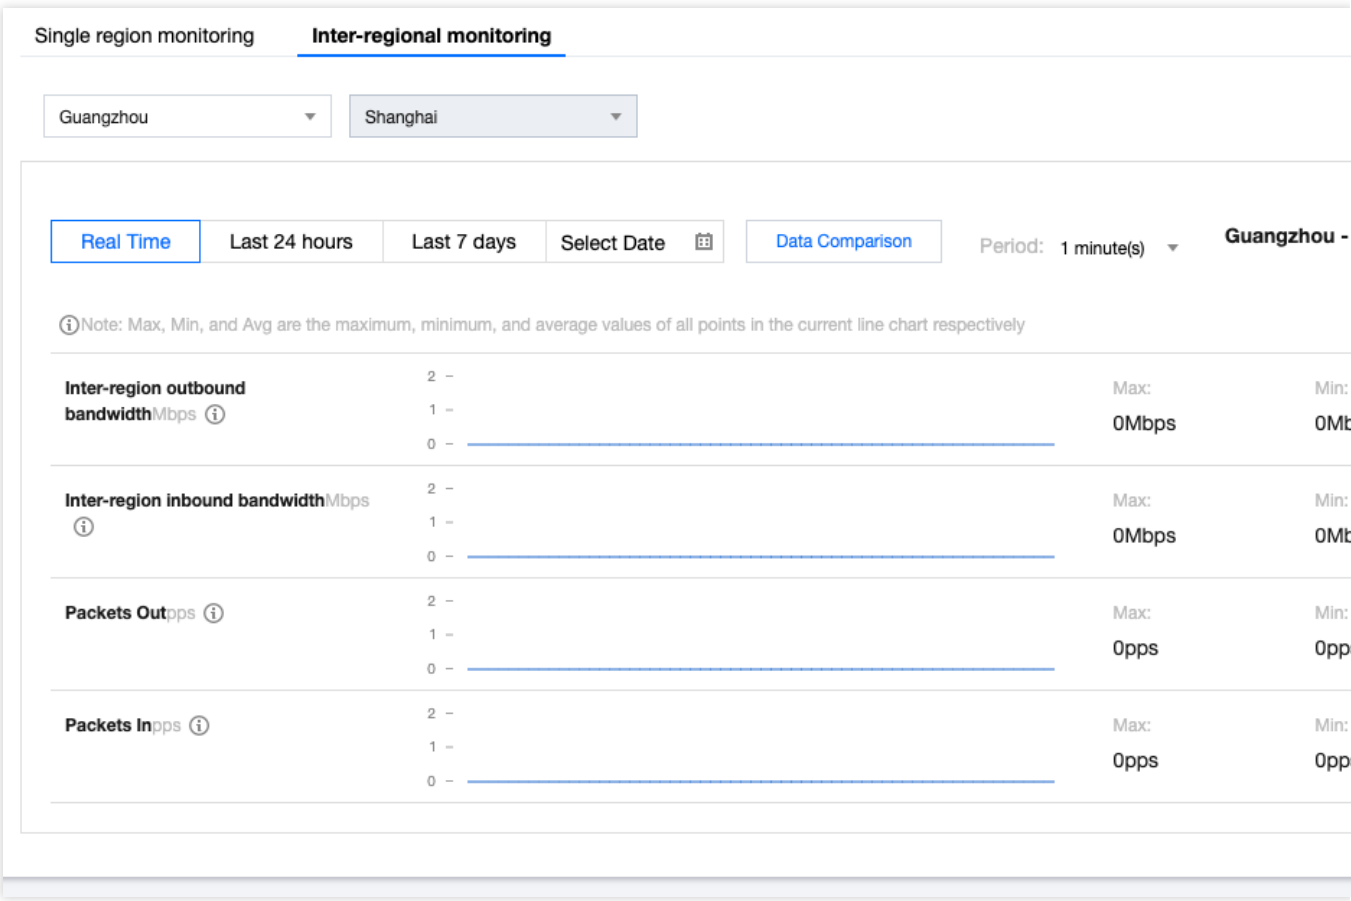 Single region monitoring Inter-regional monitoring
Guangzhou Shanghai
Real Time Last 24 hours Last 7 days Select Date Data Comparison Period: 1 minute(s) Guangzhou -
Note: Max, Min, and Avg are the maximum, minimum, and average values of all points in the current line chart respectively
Inter-region outbound
bandwidthMbps
2
1
0
Max: Min:
0Mbps 0Mb
Inter-region inbound bandwidthMbps
2
1
0
Max: Min:
0Mbps 0Mb
Packets Outpps
2
1
0
Max: Min:
0pps 0pps
Packets Inpps
2
1
0
Max: Min:
0pps 0pps